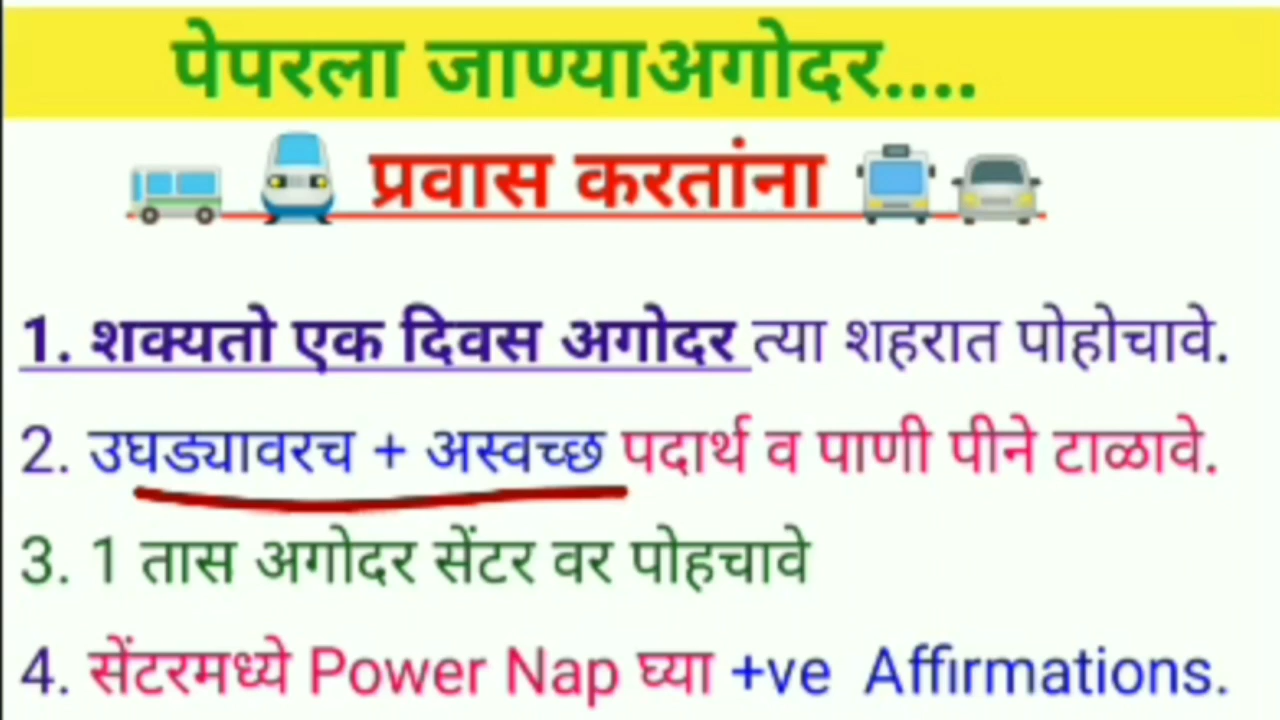 पेपरला जाण्याअगोदर....
प्रवास करतांना
1. शक्यतो एक दिवस अगोदर त्या शहरात पोहोचावे.
2. उघड्यावरच + अस्वच्छ पदार्थ व पाणी पीने टाळावे.
3. 1 तास अगोदर सेंटर वर पोहचावे
4. सेंटरमध्ये Power Nap घ्या +ve Affirmations.